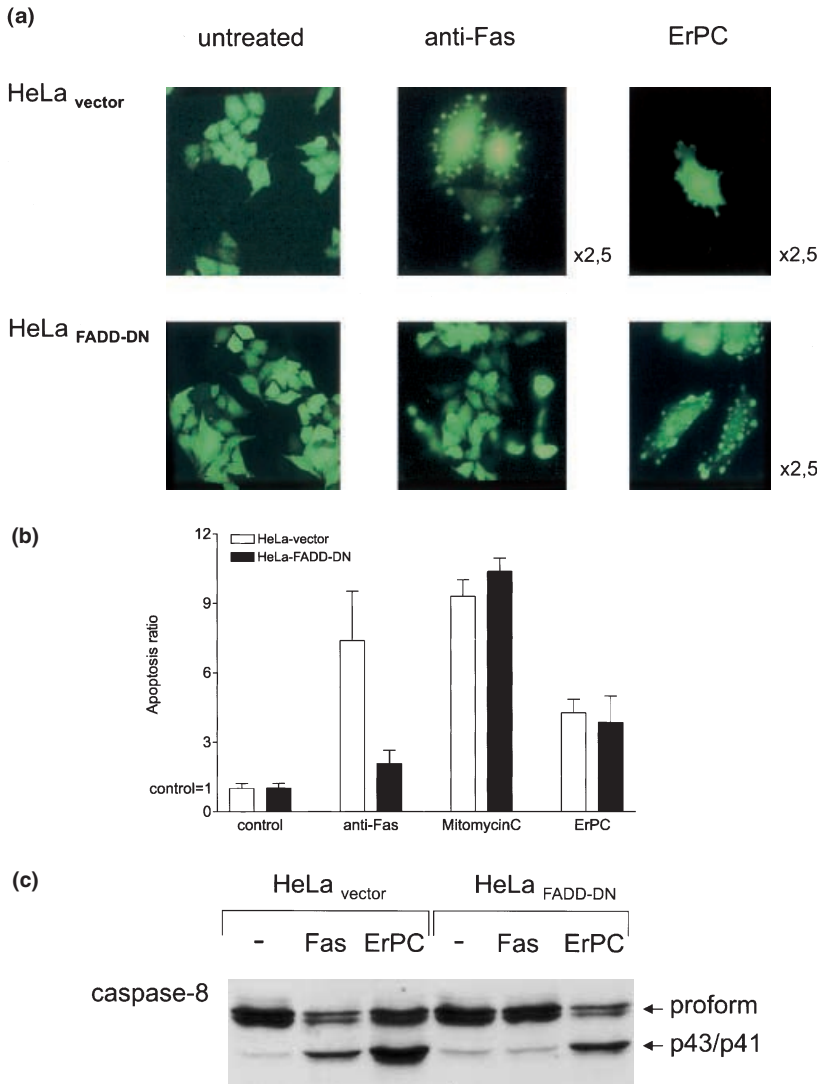 (a)
untreated anti-Fas ErPC
HeLa vector
x2,5 x2,5
HeLa FADD-DN
x2,5
(b)
12
HeLa-vector
HeLa-FADD-DN
9
6
3
control=1
0
Apoptosis ratio
control anti-Fas MitomycinC ErPC
(c)
HeLa vector HeLa FADD-DN
- Fas ErPC - Fas ErPC
caspase-8
← proform
← p43/p41